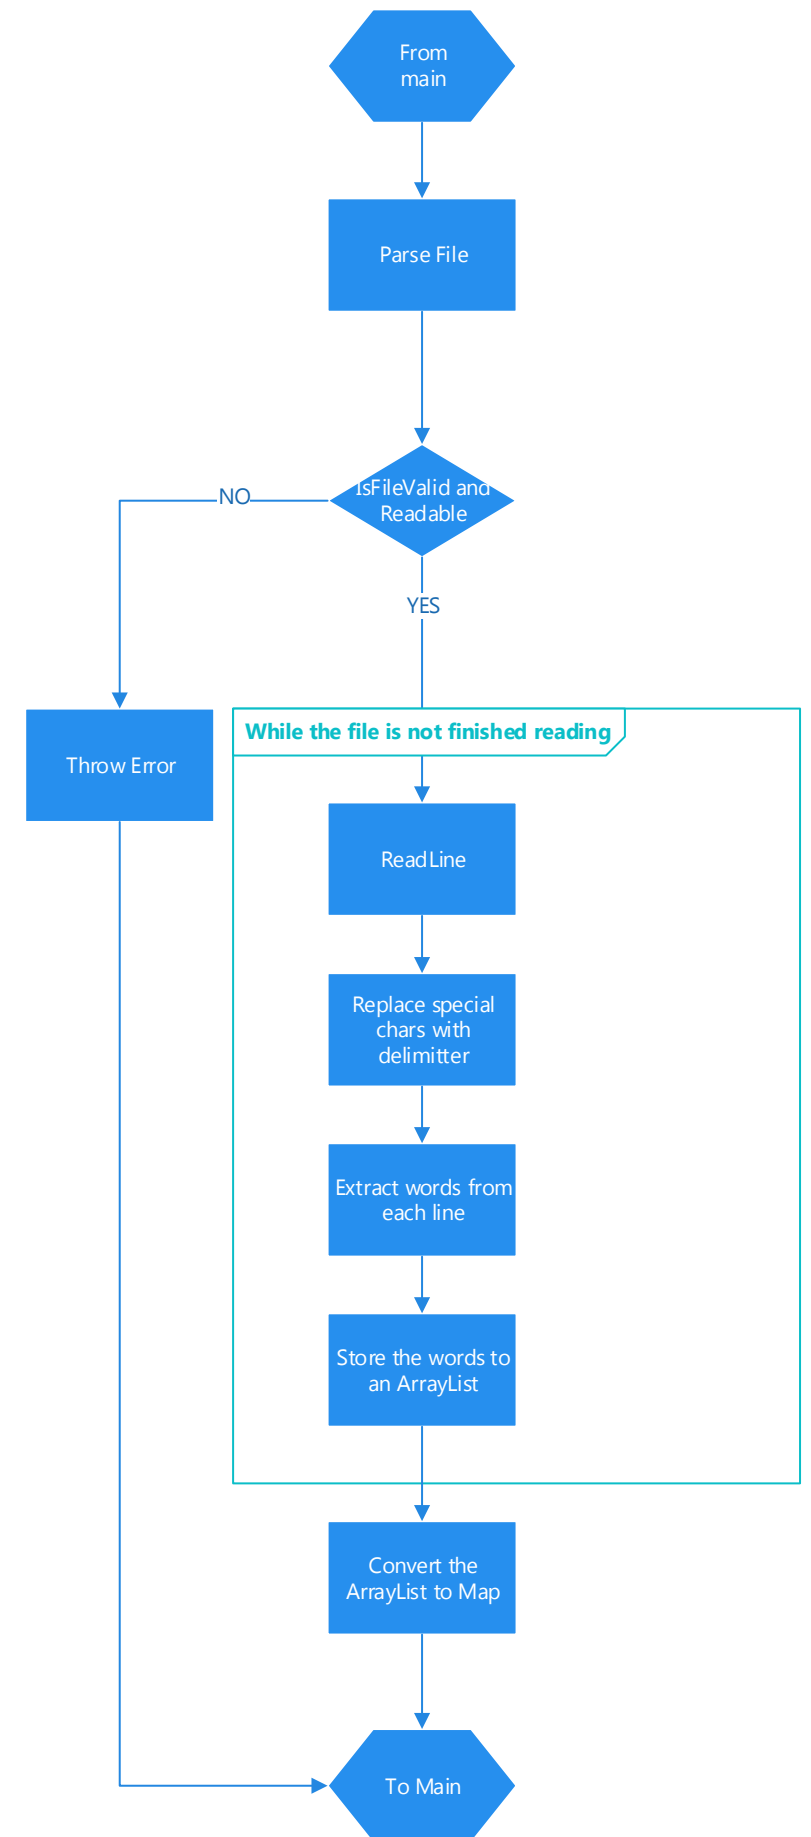 From
main
Parse File
IsFileValid and
Readable
NO
YES
While the file is not finished reading
Throw Error
ReadLine
Replace special
chars with
delimitter
Extract words from
each line
Store the words to
an ArrayList
Convert the
ArrayList to Map
To Main